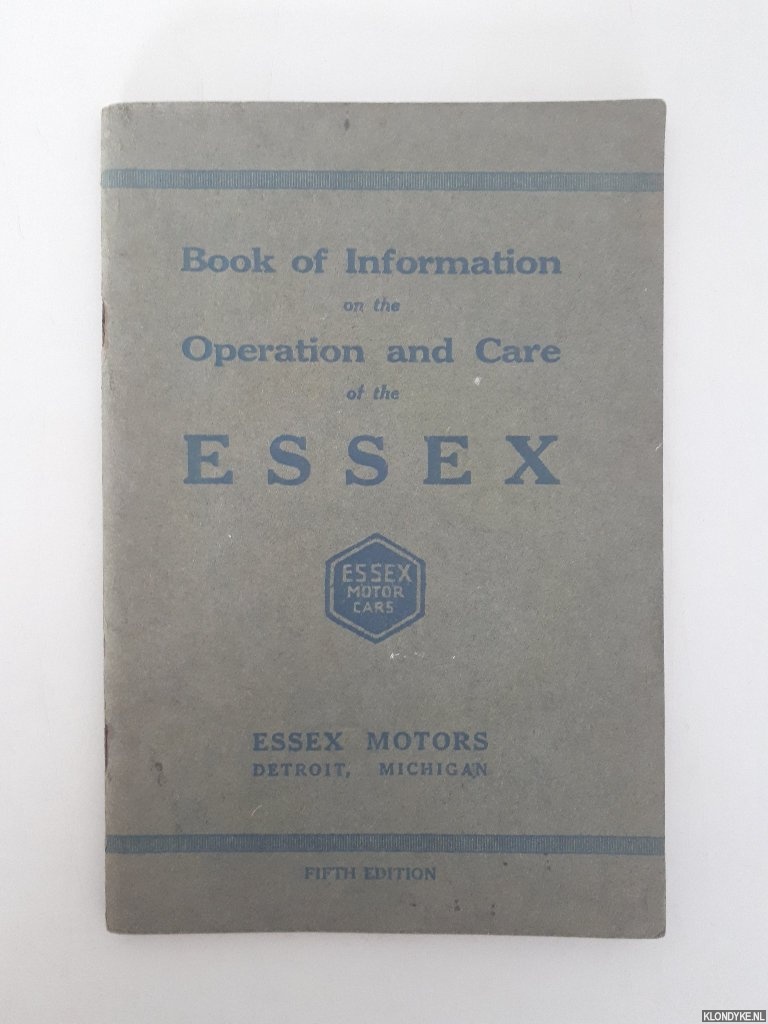 Book of Information
on the
Operation and Care
of the
ESSEX
ESSEX
MOTOR
CARS
ESSEX MOTORS
DETROIT, MICHIGAN
FIFTH EDITION
KLONDYKE.NL